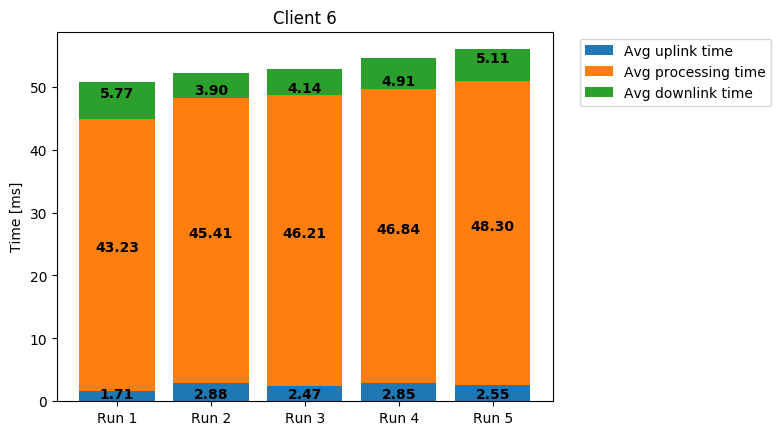 Client 6
Time [ms]
50
40
30
20
10
0
5.77
3.90
4.14
4.91
5.11
43.23
45.41
46.21
46.84
48.30
1.71
2.88
2.47
2.85
2.55
Run 1
Run 2
Run 3
Run 4
Run 5
Avg uplink time
Avg processing time
Avg downlink time